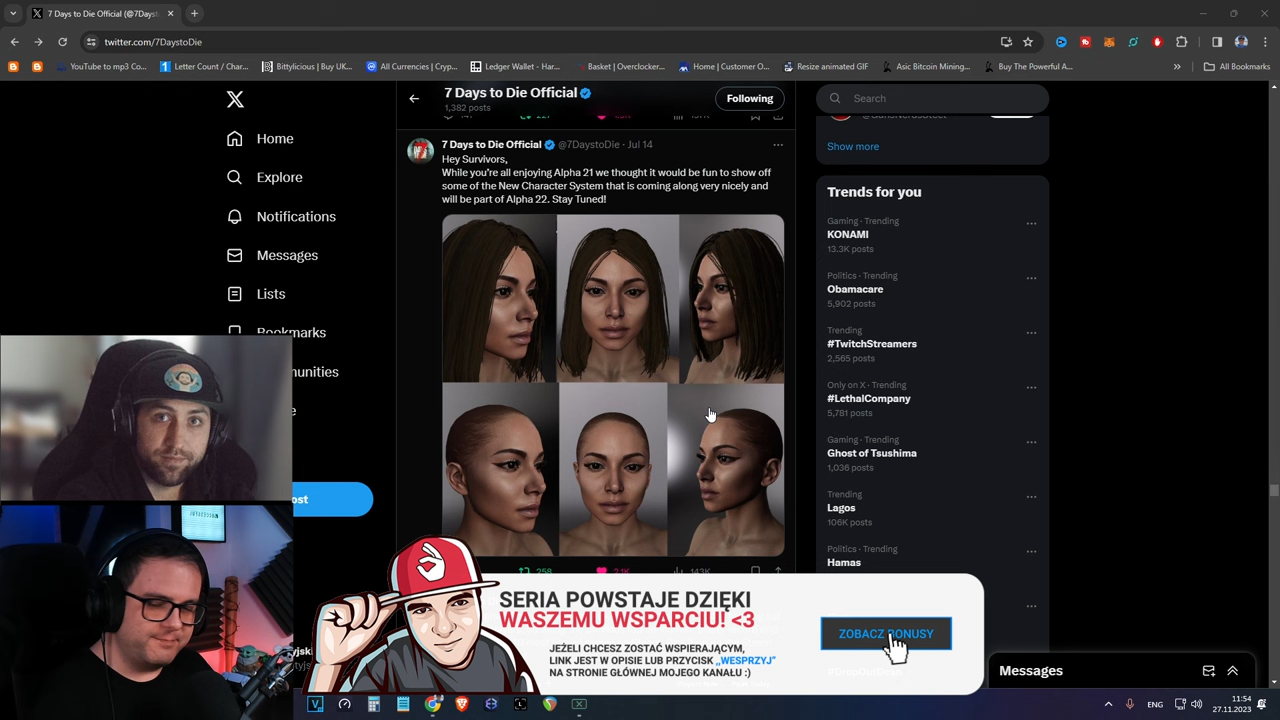 7 Days to Die Official (@7Dayst
twitter.com/7DaystoDie
YouTube to mp3 Co...
Letter Count / Char...
Bittylicious | Buy UK...
All Currencies | Cryp...
Ledger Wallet - Har...
Basket | Overclocker...
Home | Customer O...
Resize animated GIF
Asic Bitcoin Mining...
Buy The Powerful A...
All Bookmarks
7 Days to Die Official
1,382 posts
Following
Search
Home
Explore
Notifications
Messages
Lists
Bookmarks
ost
7 Days to Die Official @7DaystoDie · Jul 14
Hey Survivors,
While you're all enjoying Alpha 21 we thought it would be fun to show off
some of the New Character System that is coming along very nicely and
will be part of Alpha 22. Stay Tuned!
258
2.1K
143K
Show more
Trends for you
Gaming · Trending
KONAMI
13.3K posts
Politics · Trending
Obamacare
5,902 posts
Trending
#TwitchStreamers
2,565 posts
Only on X · Trending
#LethalCompany
5,781 posts
Gaming · Trending
Ghost of Tsushima
1,036 posts
Trending
Lagos
106K posts
Politics · Trending
Hamas
SERIA POWSTAJE DZIĘKI
WASZEMU WSPARCIU! <3
JEŻELI CHCESZ ZOSTAĆ WSPIERAJĄCYM,
LINK JEST W OPISIE LUB PRZYCISK ,,WESPRZYJ"
NA STRONIE GŁÓWNEJ MOJEGO KANAŁU :)
ZOBACZ BONUSY
Messages
ENG
11:54
27.11.2023